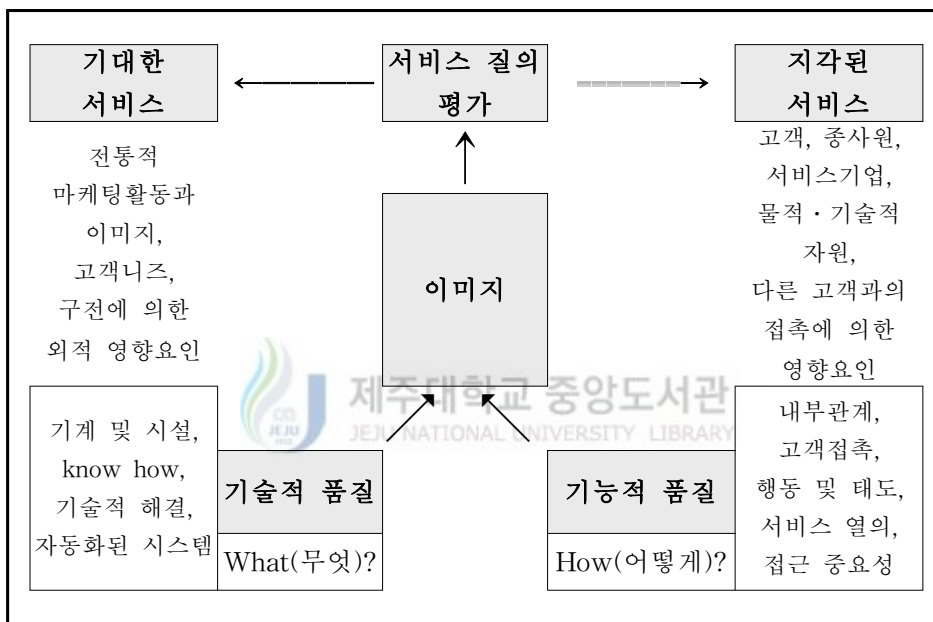 기대한
서비스
서비스 질의
평가
지각된
서비스
전통적
마케팅활동과
이미지,
고객니즈,
구전에 의한
외적 영향요인
고객, 종사원,
서비스기업,
물적·기술적
자원,
다른 고객과의
접촉에 의한
영향요인
이미지
제주대학교 중앙도서관
JEJU NATIONAL UNIVERSITY LIBRARY
JEJU
1952
기계 및 시설,
know how,
기술적 해결,
자동화된 시스템
기술적 품질
What(무엇)?
기능적 품질
How(어떻게)?
내부관계,
고객접촉,
행동 및 태도,
서비스 열의,
접근 중요성